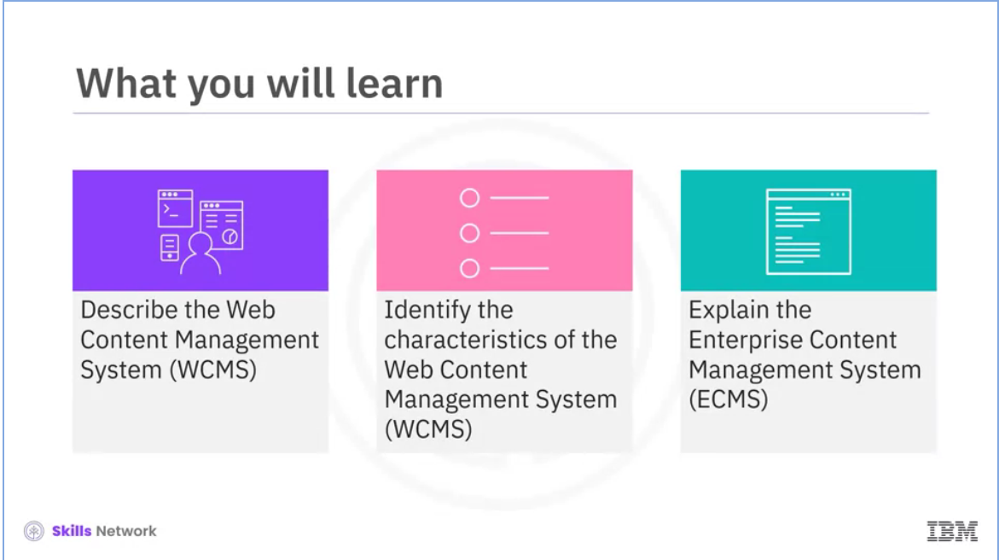 What you will learn
Describe the Web
Content Management
System (WCMS)
Identify the
characteristics of the
Web Content
Management System
(WCMS)
Explain the
Enterprise Content
Management System
(ECMS)
Skills Network
IBM